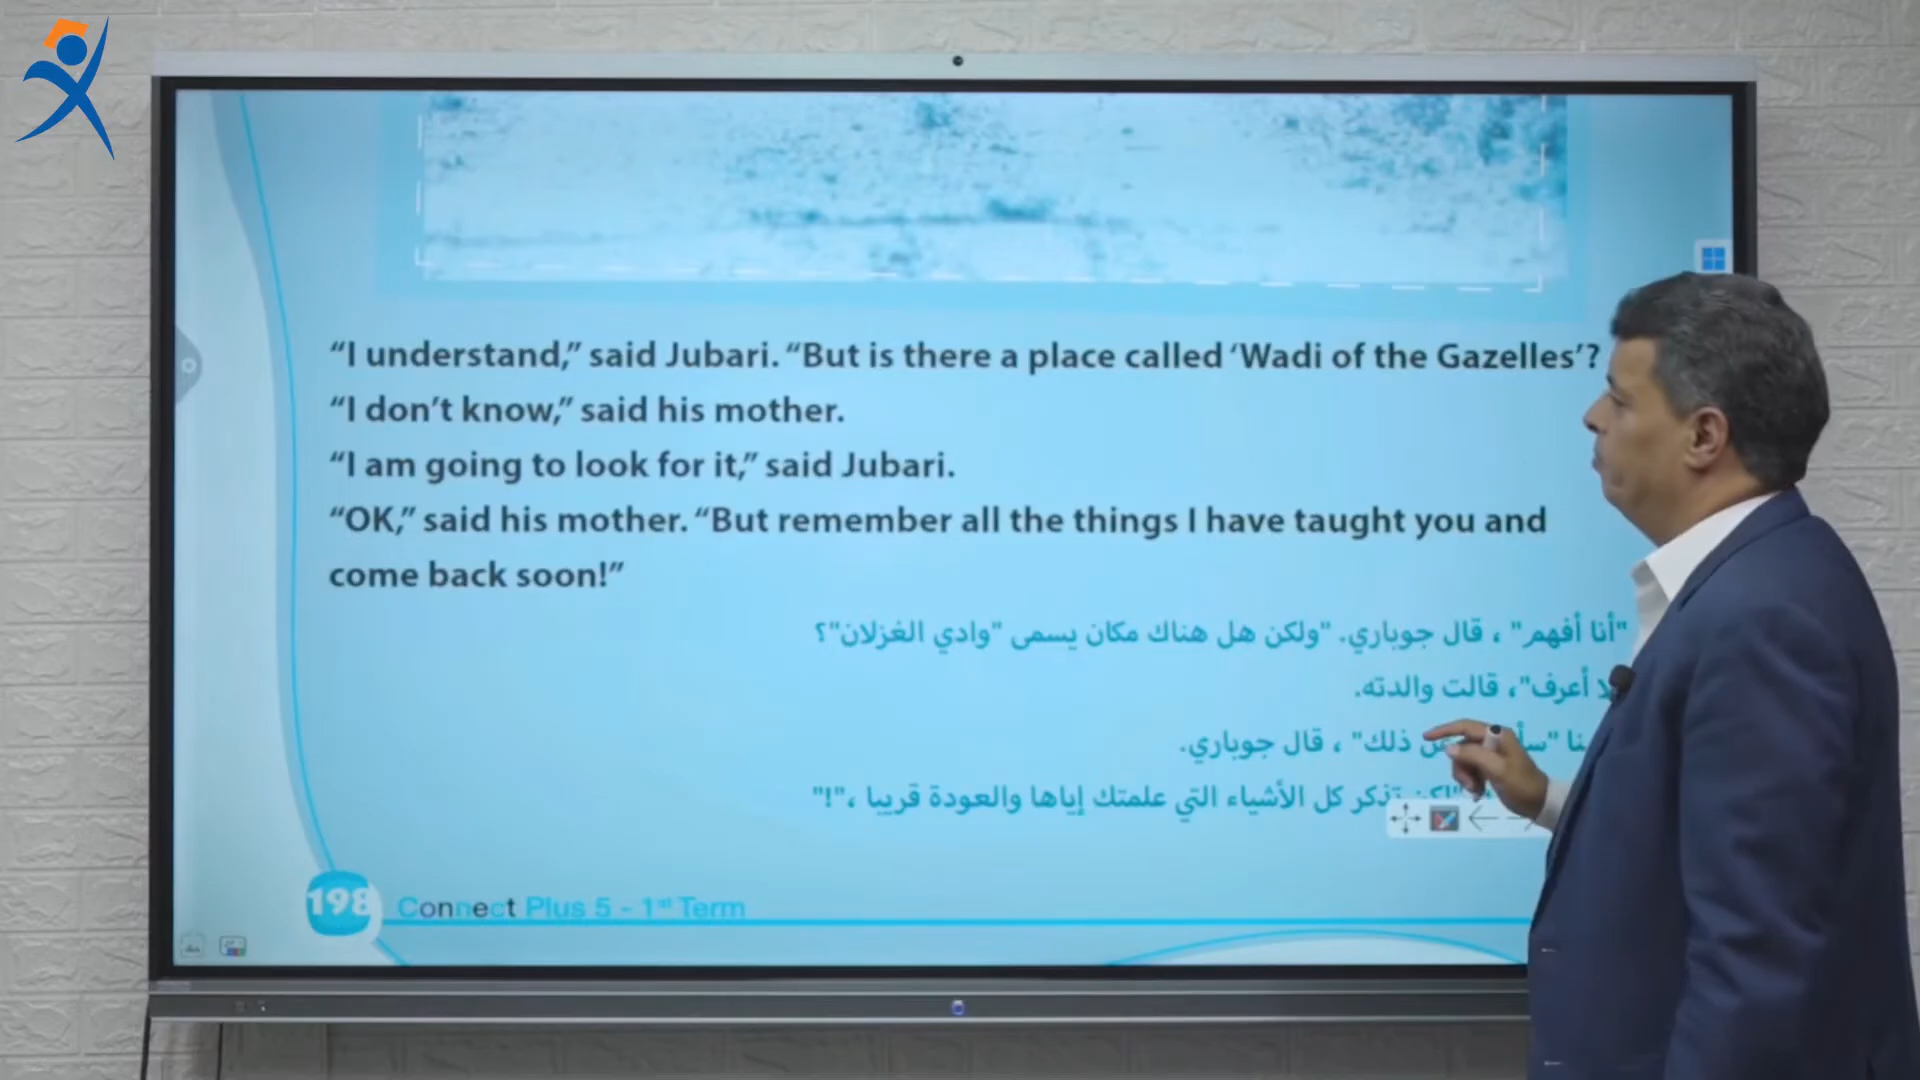 “I understand,” said Jubari. “But is there a place called ‘Wadi of the Gazelles’?
“I don’t know,” said his mother.
“I am going to look for it,” said Jubari.
“OK,” said his mother. “But remember all the things I have taught you and
come back soon!”
"أنا أفهم" ، قال جوباري. "ولكن هل هناك مكان يسمى "وادي الغزلان"؟
أعرف"، قالت والدته.
ذلك" ، قال جوباري.
تذكر كل الأشياء التي علمتك إياها والعودة قريبا ،"!"
198 Connect Plus 5 - 1st Term